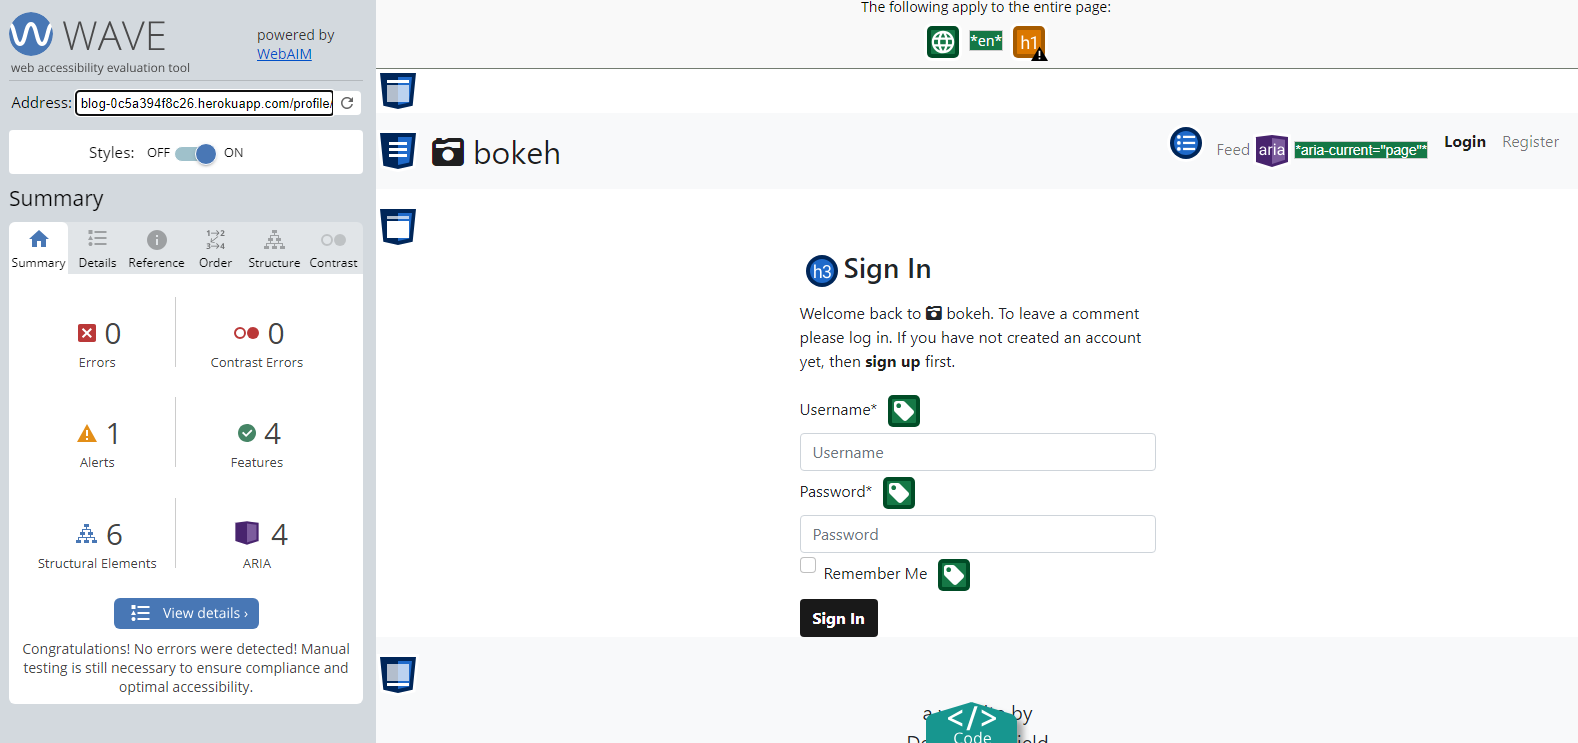 WAVE
web accessibility evaluation tool
powered by
WebAIM
Address: blog-0c5a394f8c26.herokuapp.com/profile/
Styles: OFF ON
Summary
Summary Details Reference Order Structure Contrast
0 Errors
0 Contrast Errors
1 Alerts
4 Features
6 Structural Elements
4 ARIA
View details ›
Congratulations! No errors were detected! Manual
testing is still necessary to ensure compliance and
optimal accessibility.
The following apply to the entire page:
*en* h1
bokeh
Feed aria *aria-current="page"* Login Register
h3 Sign In
Welcome back to bokeh. To leave a comment
please log in. If you have not created an account
yet, then sign up first.
Username*
Username
Password*
Password
Remember Me
Sign In
by
</>
Code